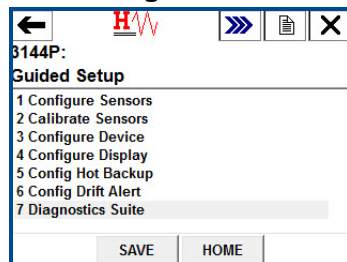 H
3144P:
Guided Setup
1 Configure Sensors
2 Calibrate Sensors
3 Configure Device
4 Configure Display
5 Config Hot Backup
6 Config Drift Alert
7 Diagnostics Suite
SAVE HOME